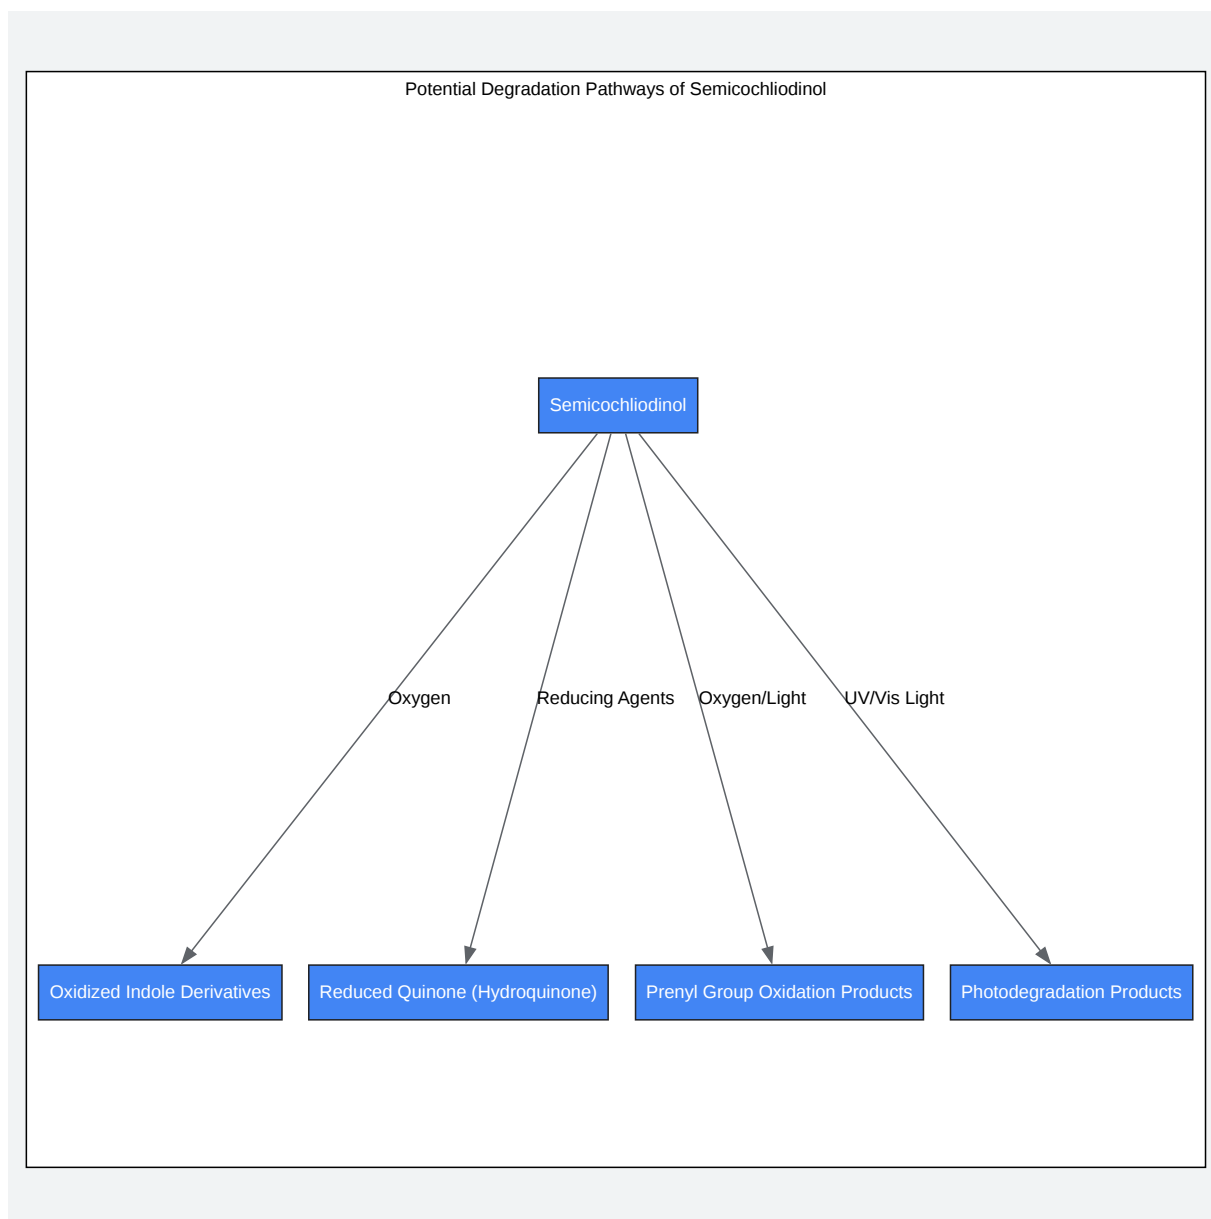 Potential Degradation Pathways of Semicochliodinol
Semicochliodinol
Oxygen
Reducing Agents
Oxygen/Light
UV/Vis Light
Oxidized Indole Derivatives
Reduced Quinone (Hydroquinone)
Prenyl Group Oxidation Products
Photodegradation Products